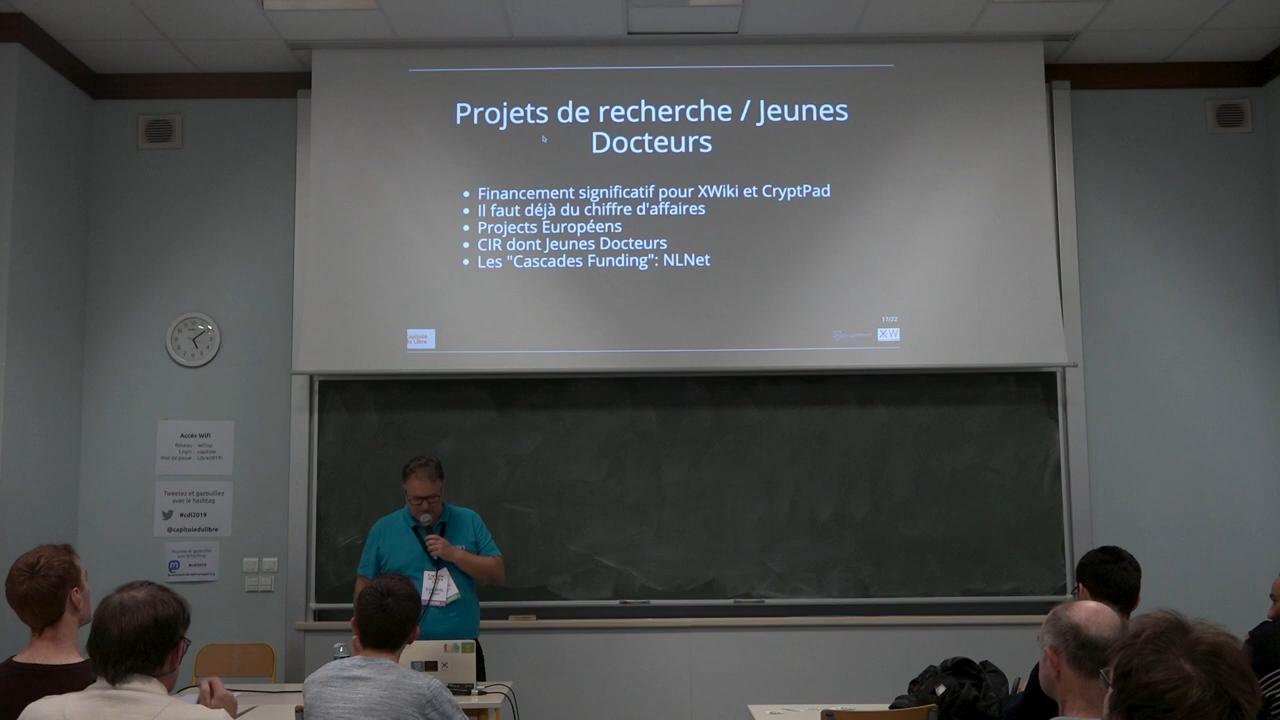 Projets de recherche / Jeunes
Docteurs
• Financement significatif pour XWiki et CryptPad
• Il faut déjà du chiffre d'affaires
• Projects Européens
• CIR dont Jeunes Docteurs
• Les "Cascades Funding": NLNet
17/22
XW
Accès Wifi
Tweetez et gazouillez
avec le hashtag
#cdl2019
@capitoledulibre
#cdl2019